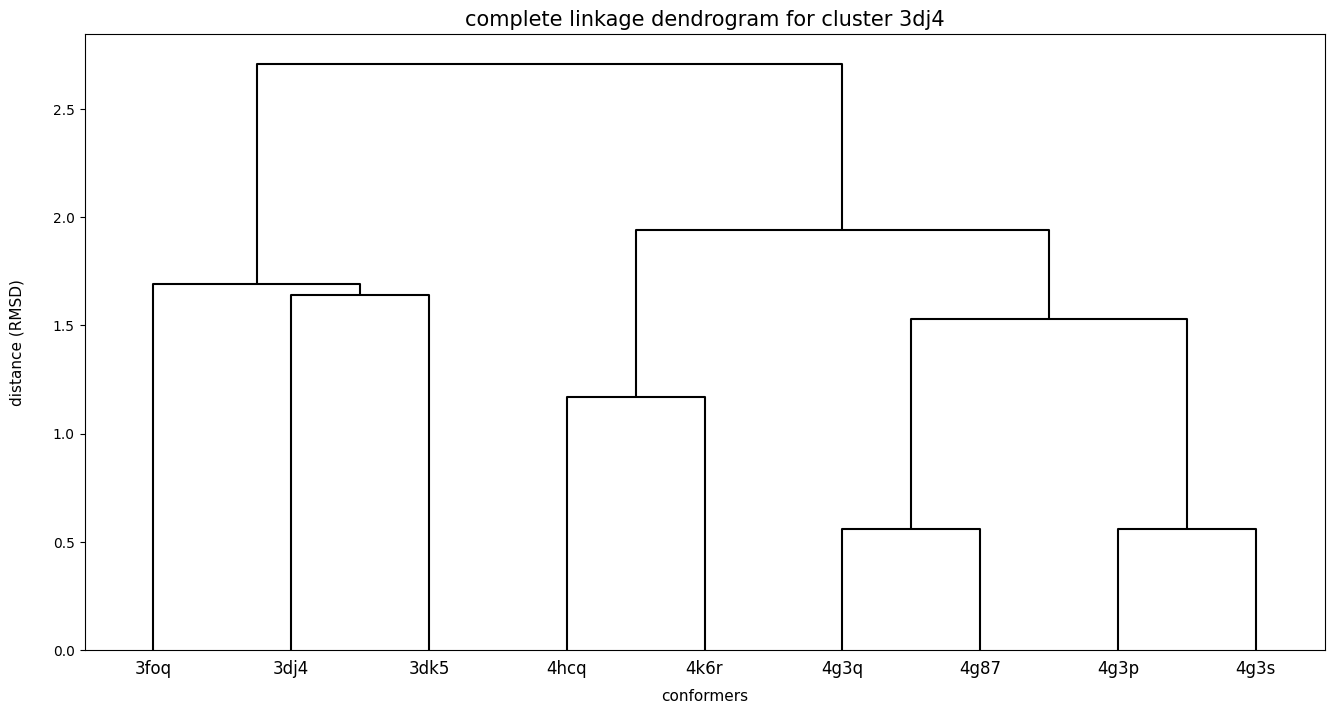 complete linkage dendrogram for cluster 3dj4
2.5
2.0
1.5
1.0
0.5
0.0
distance (RMSD)
3foq 3dj4 3dk5 4hcq 4k6r 4g3q 4g87 4g3p 4g3s
conformers